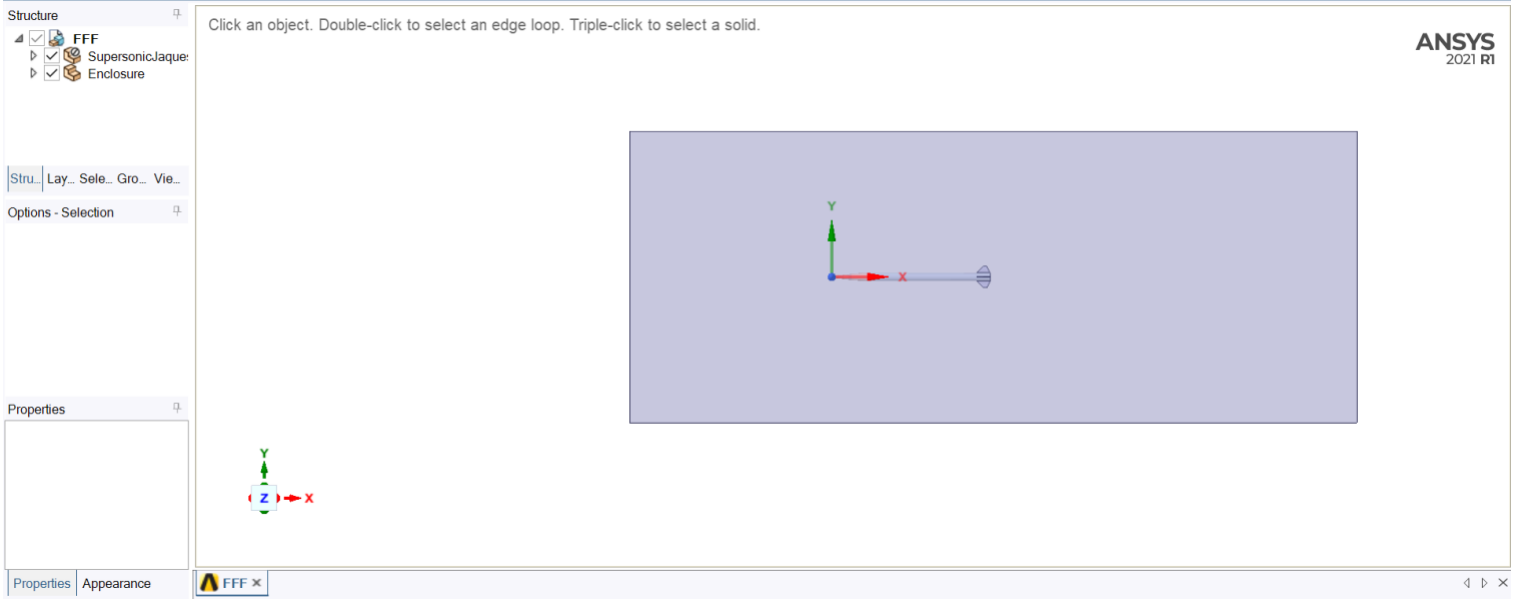 Structure
FFF
SupersonicJaque
Enclosure
Stru... Lay... Sele... Gro... Vie...
Options - Selection
Properties
Properties Appearance
Click an object. Double-click to select an edge loop. Triple-click to select a solid.
ANSYS
2021 R1
Y
X
Y
Z X
FFF